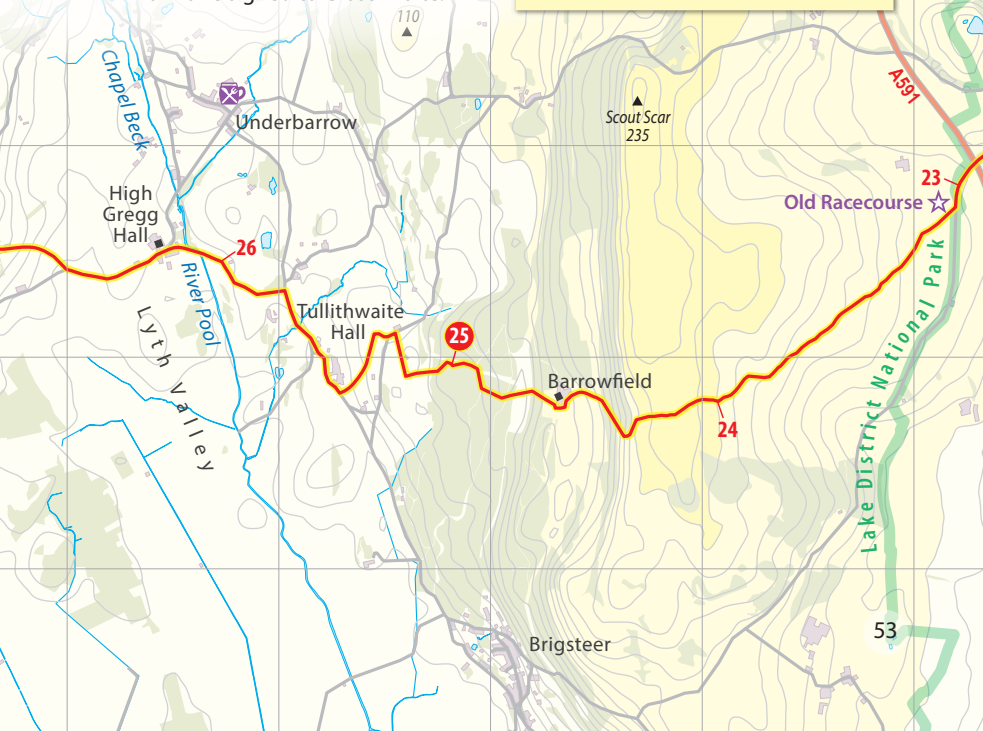 110
Chapel Beck
A591
Scout Scar
235
Underbarrow
23
High
Gregg
Hall
Old Racecourse
26
River Pool
Lyth Valley
Tullithwaite
Hall
25
Barrowfield
24
Lake District National Park
53
Brigsteer